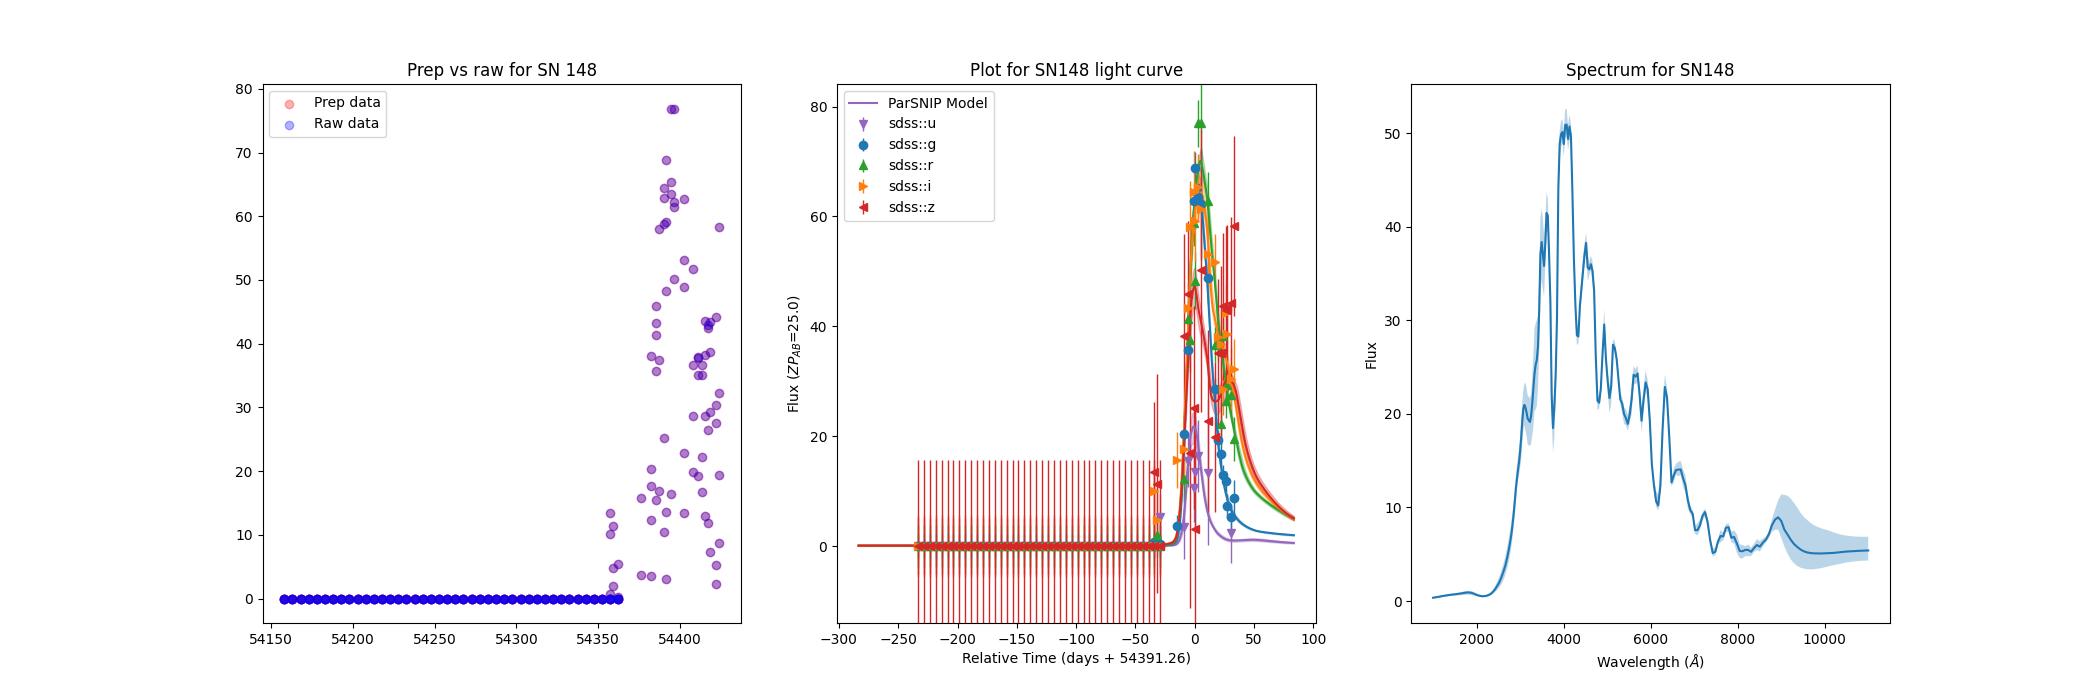 Prep vs raw for SN 148
Prep data
Raw data
80
70
60
50
40
30
20
10
0
54150
54200
54250
54300
54350
54400
Plot for SN148 light curve
ParSNIP Model
sdss::u
sdss::g
sdss::r
sdss::i
sdss::z
Flux (ZP_AB=25.0)
80
60
40
20
0
−300
−250
−200
−150
−100
−50
0
50
100
Relative Time (days + 54391.26)
Spectrum for SN148
Flux
50
40
30
20
10
0
2000
4000
6000
8000
10000
Wavelength (Å)